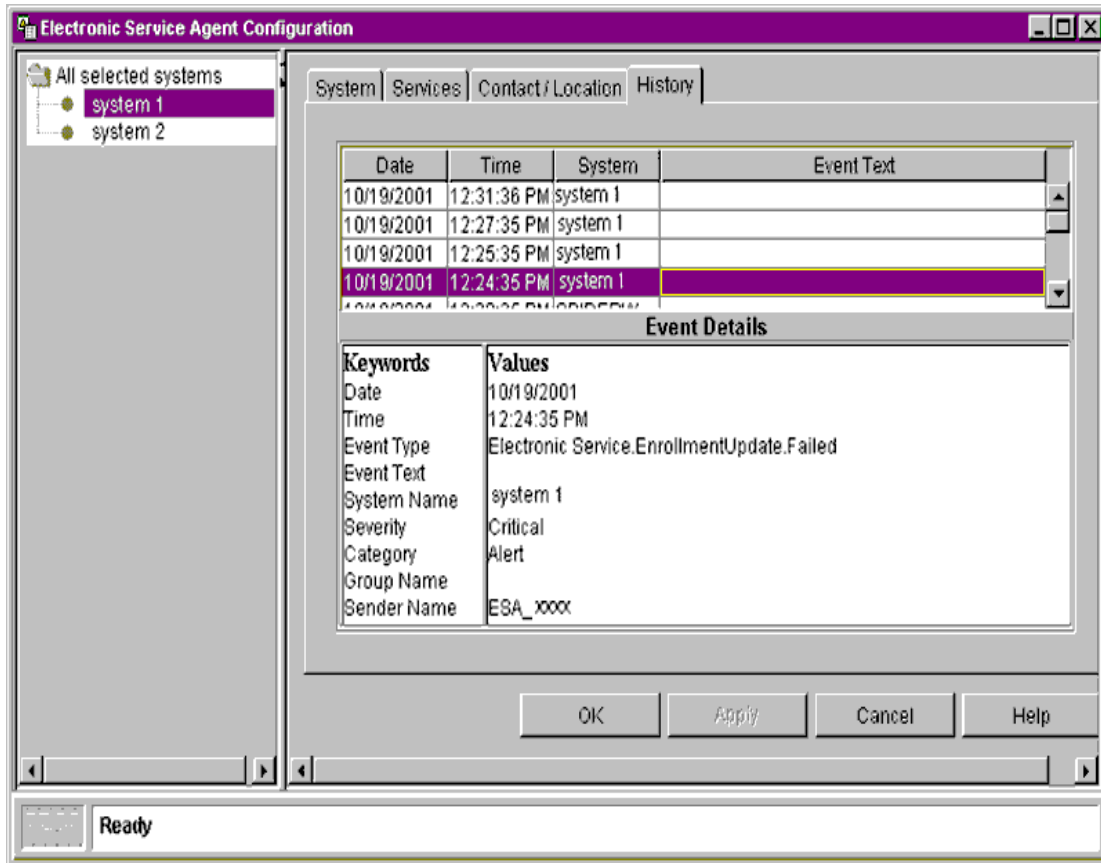 Electronic Service Agent Configuration
All selected systems
system 1
system 2
System Services Contact / Location History
Date Time System Event Text
10/19/2001 12:31:36 PM system 1
10/19/2001 12:27:35 PM system 1
10/19/2001 12:25:35 PM system 1
10/19/2001 12:24:35 PM system 1
Event Details
Keywords Values
Date 10/19/2001
Time 12:24:35 PM
Event Type Electronic Service.EnrollmentUpdate.Failed
Event Text
System Name system 1
Severity Critical
Category Alert
Group Name
Sender Name ESA_xxxx
OK Apply Cancel Help
Ready